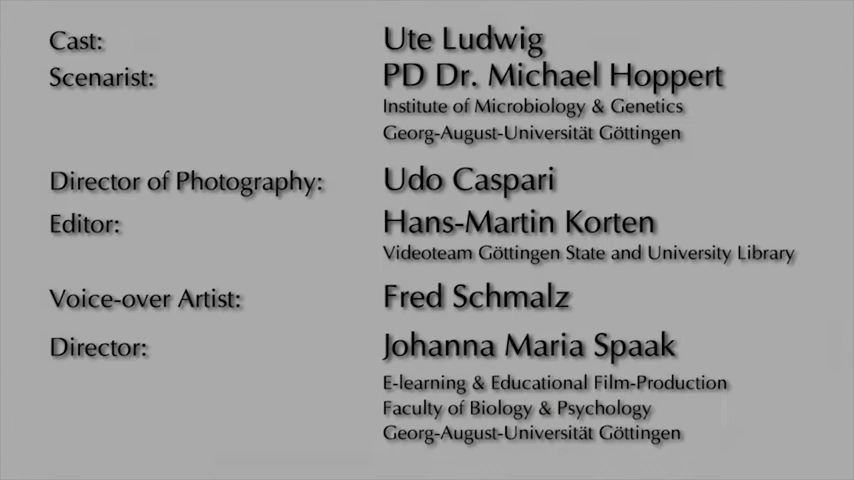 Cast: Ute Ludwig
Scenarist: PD Dr. Michael Hoppert
Institute of Microbiology & Genetics
Georg-August-Universität Göttingen
Director of Photography: Udo Caspari
Editor: Hans-Martin Korten
Videoteam Göttingen State and University Library
Voice-over Artist: Fred Schmalz
Director: Johanna Maria Spaak
E-learning & Educational Film-Production
Faculty of Biology & Psychology
Georg-August-Universität Göttingen